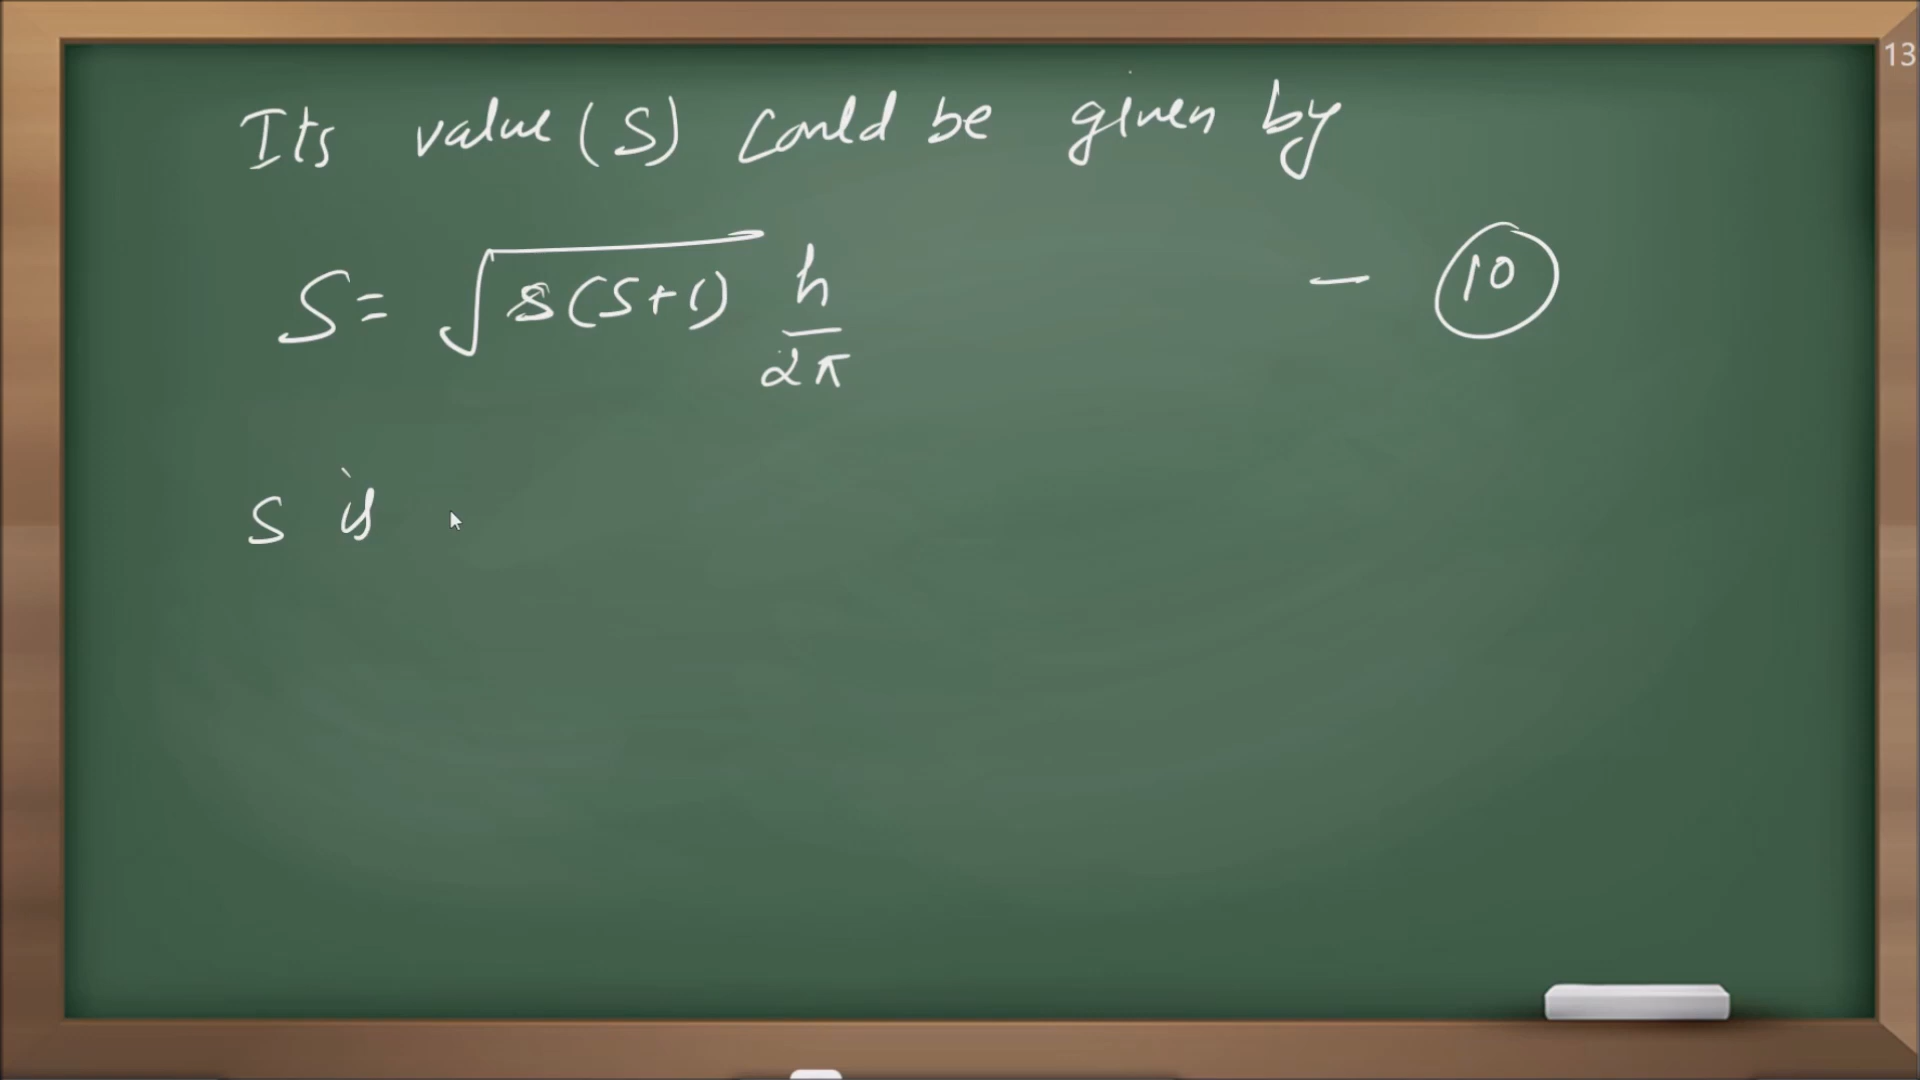 13
Its value (S) could be given by
S = √s(s+1) h/2π — 10
s is